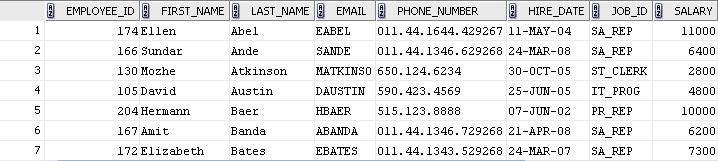 EMPLOYEE_ID FIRST_NAME LAST_NAME EMAIL PHONE_NUMBER HIRE_DATE JOB_ID SALARY
1 174 Ellen Abel EABEL 011.44.1644.429267 11-MAY-04 SA_REP 11000
2 166 Sundar Ande SANDE 011.44.1346.629268 24-MAR-08 SA_REP 6400
3 130 Mozhe Atkinson MATKINSO 650.124.6234 30-OCT-05 ST_CLERK 2800
4 105 David Austin DAUSTIN 590.423.4569 25-JUN-05 IT_PROG 4800
5 204 Hermann Baer HBAER 515.123.8888 07-JUN-02 PR_REP 10000
6 167 Amit Banda ABANDA 011.44.1346.729268 21-APR-08 SA_REP 6200
7 172 Elizabeth Bates EBATES 011.44.1343.529268 24-MAR-07 SA_REP 7300